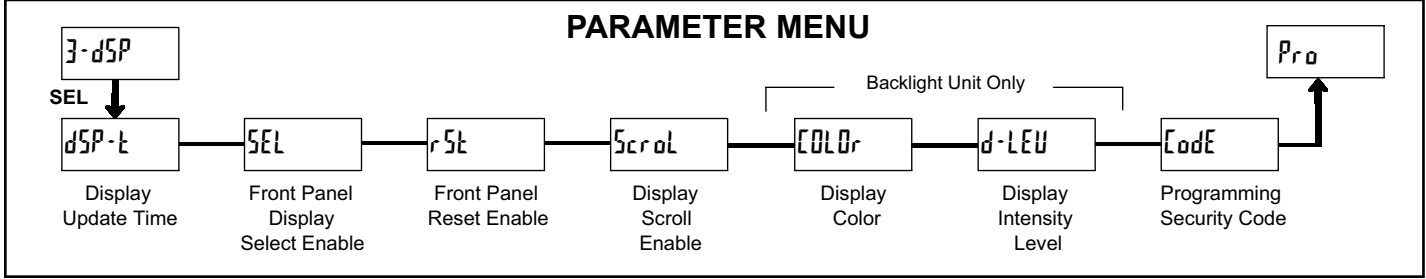 PARAMETER MENU
3-dSP
Pro
SEL
Backlight Unit Only
dSP-t
SEL
rSt
ScroL
COLOr
d-LEV
CodE
Display
Update Time
Front Panel
Display
Select Enable
Front Panel
Reset Enable
Display
Scroll
Enable
Display
Color
Display
Intensity
Level
Programming
Security Code